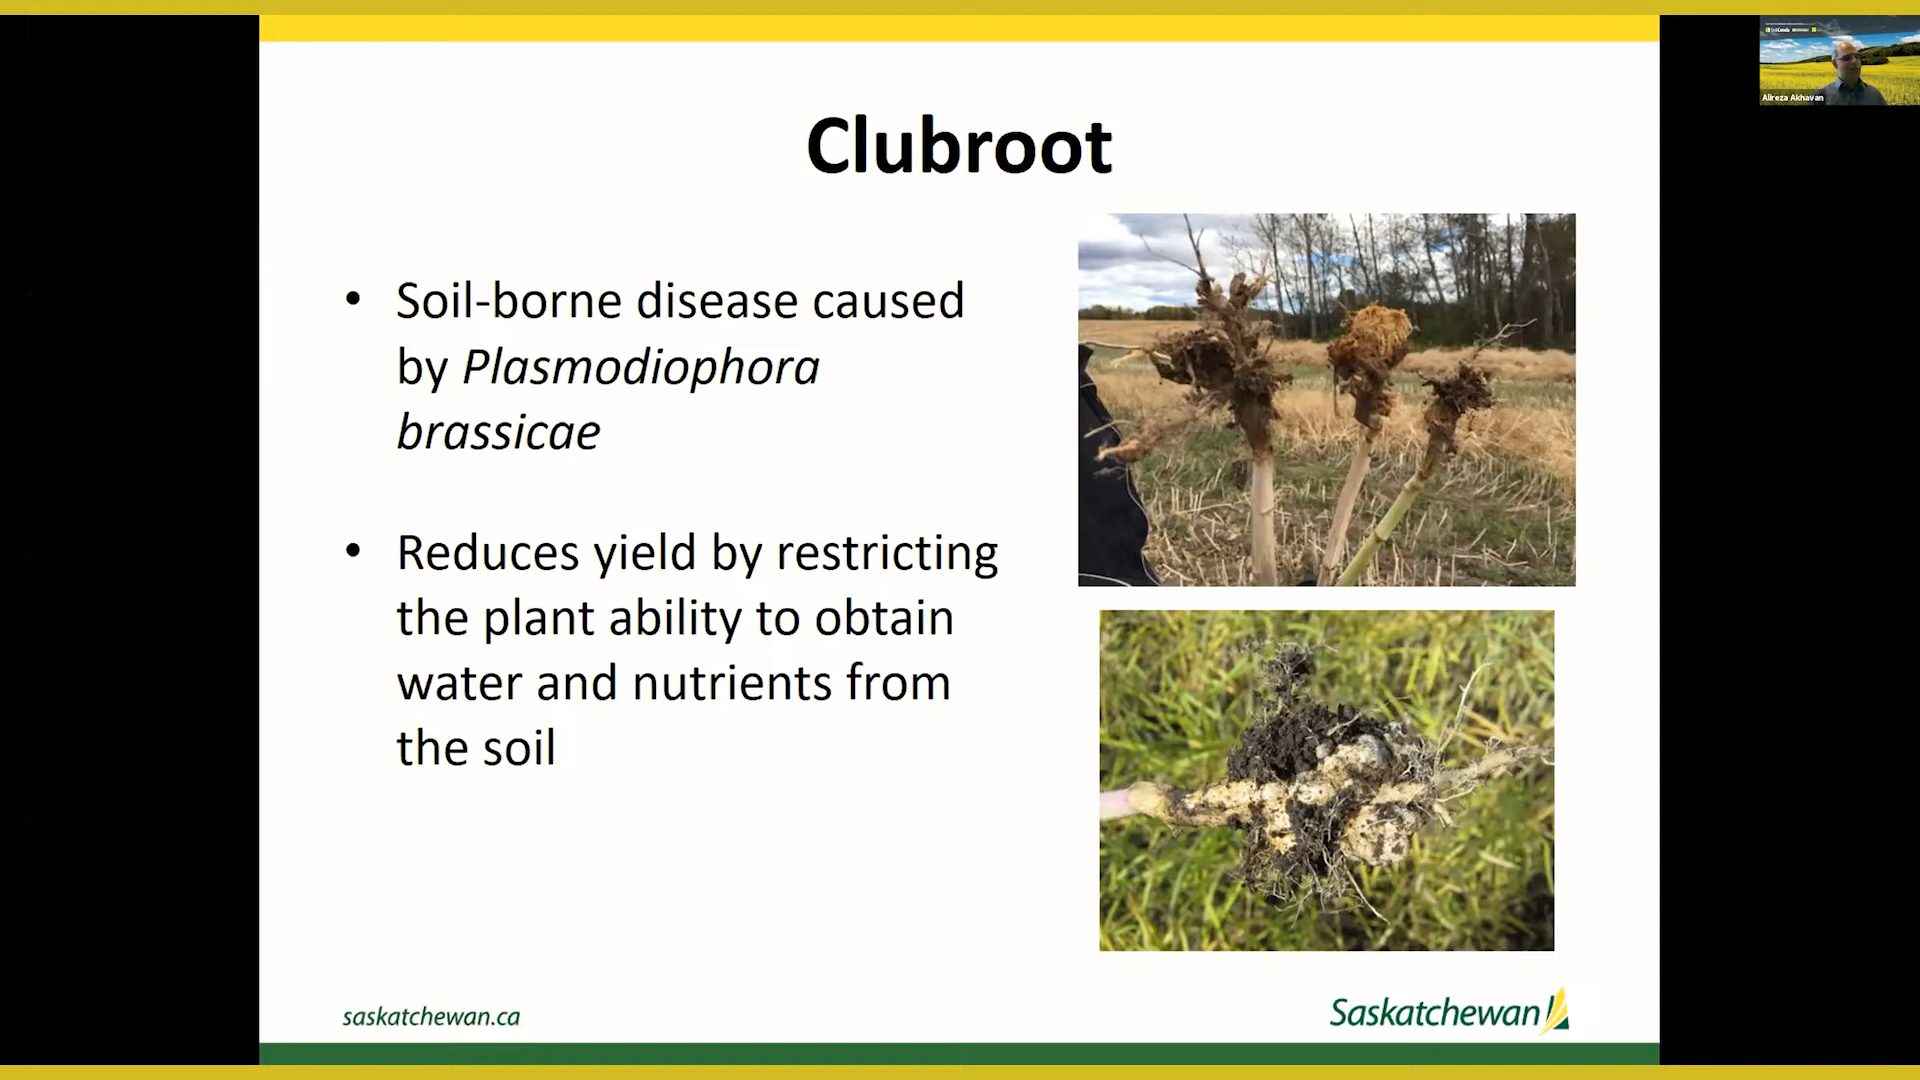 Clubroot
• Soil-borne disease caused
by Plasmodiophora
brassicae
• Reduces yield by restricting
the plant ability to obtain
water and nutrients from
the soil
saskatchewan.ca
Saskatchewan
Alireza Akhavan